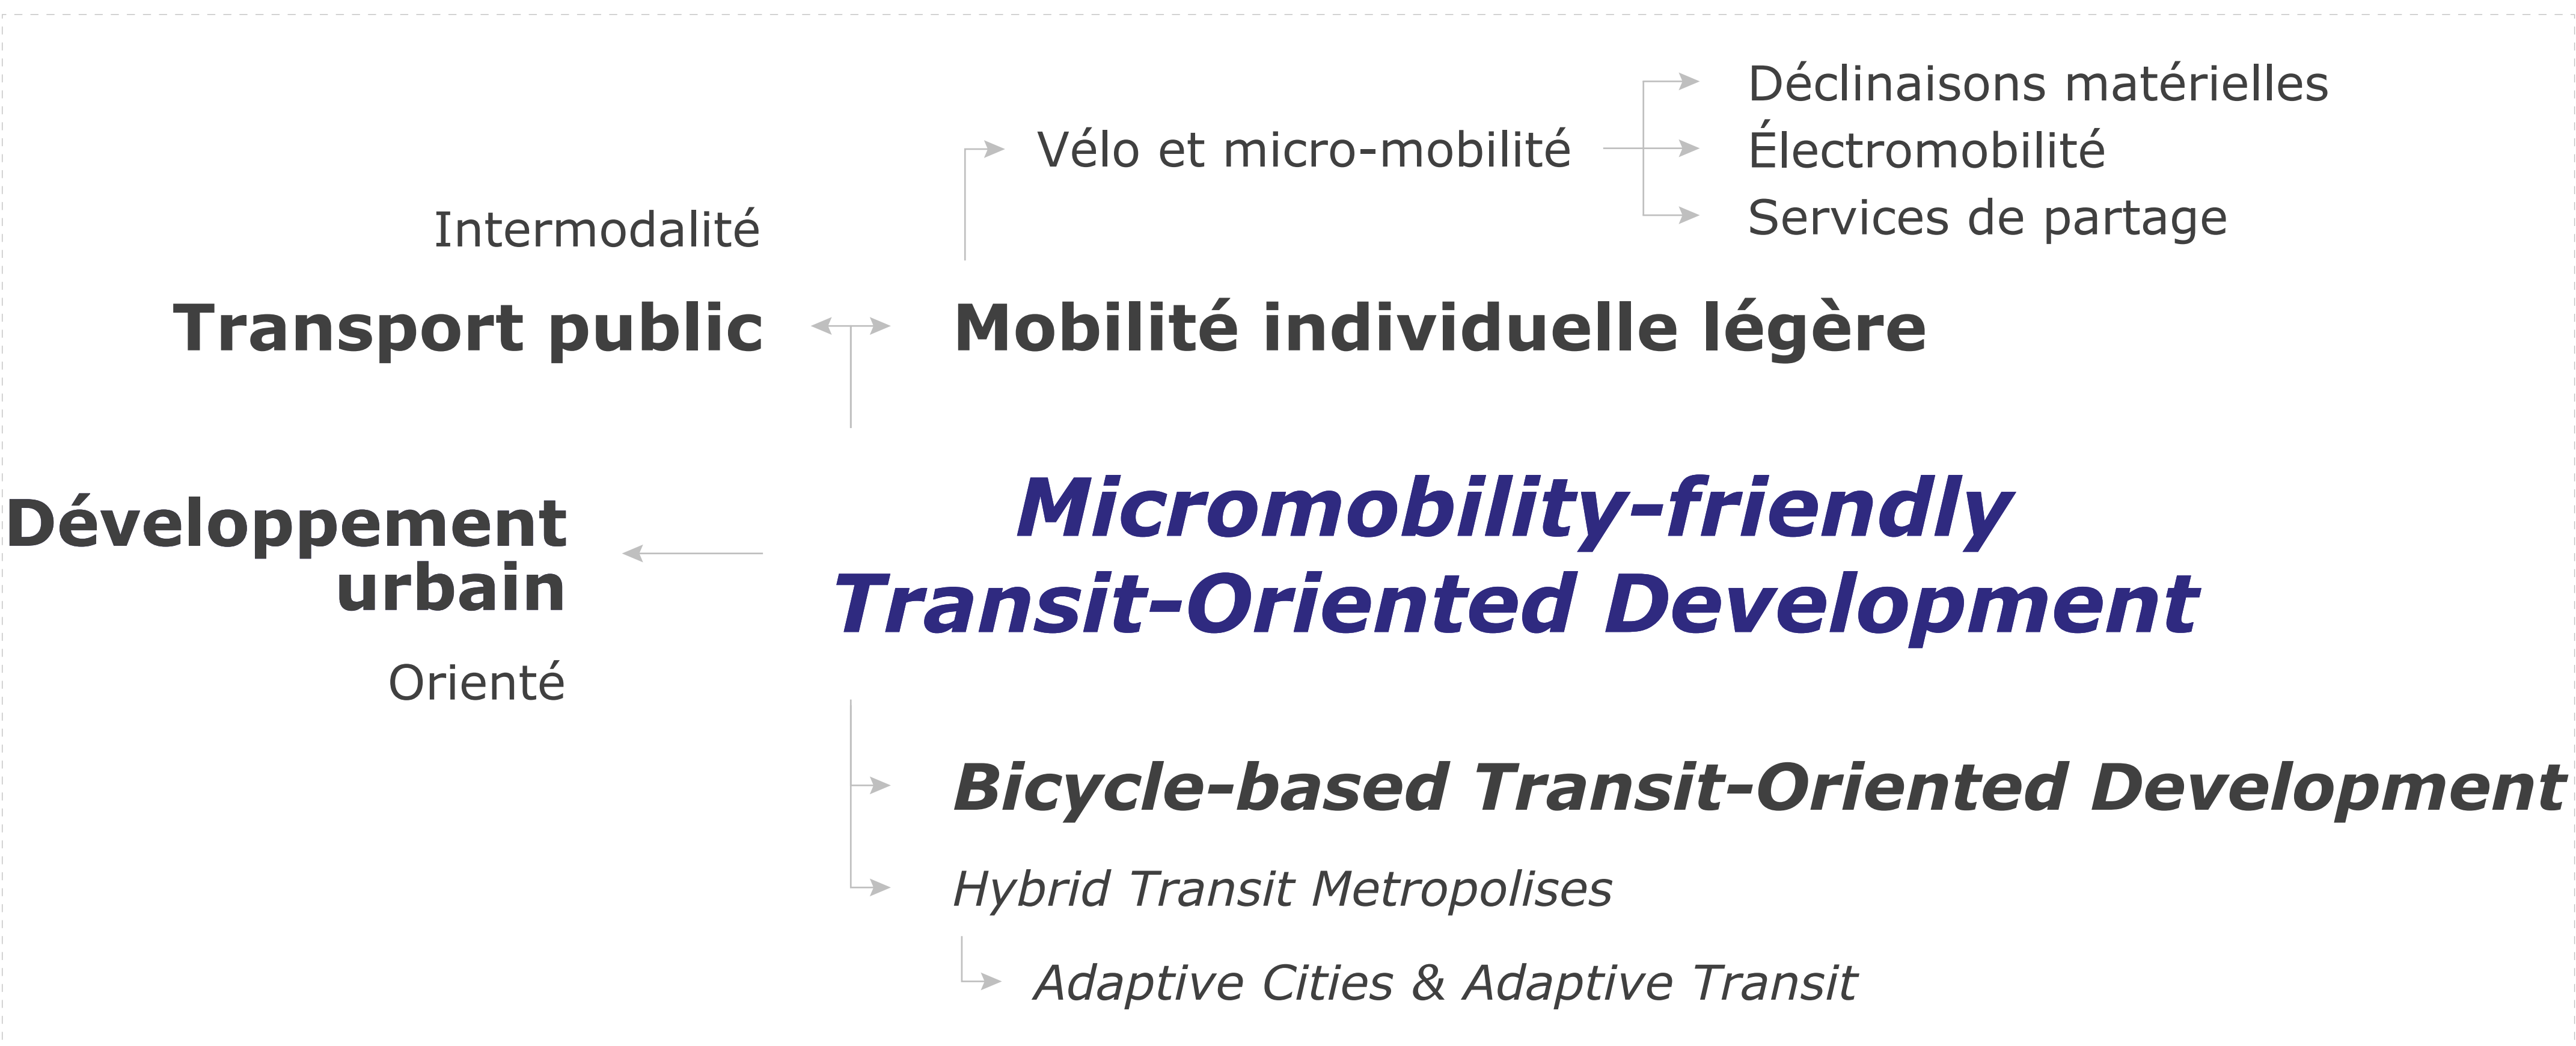 Déclinaisons matérielles
Vélo et micro-mobilité
Électromobilité
Services de partage
Intermodalité
Transport public
Mobilité individuelle légère
Micromobility-friendly
Transit-Oriented Development
Développement
urbain
Orienté
Bicycle-based Transit-Oriented Development
Hybrid Transit Metropolises
Adaptive Cities & Adaptive Transit